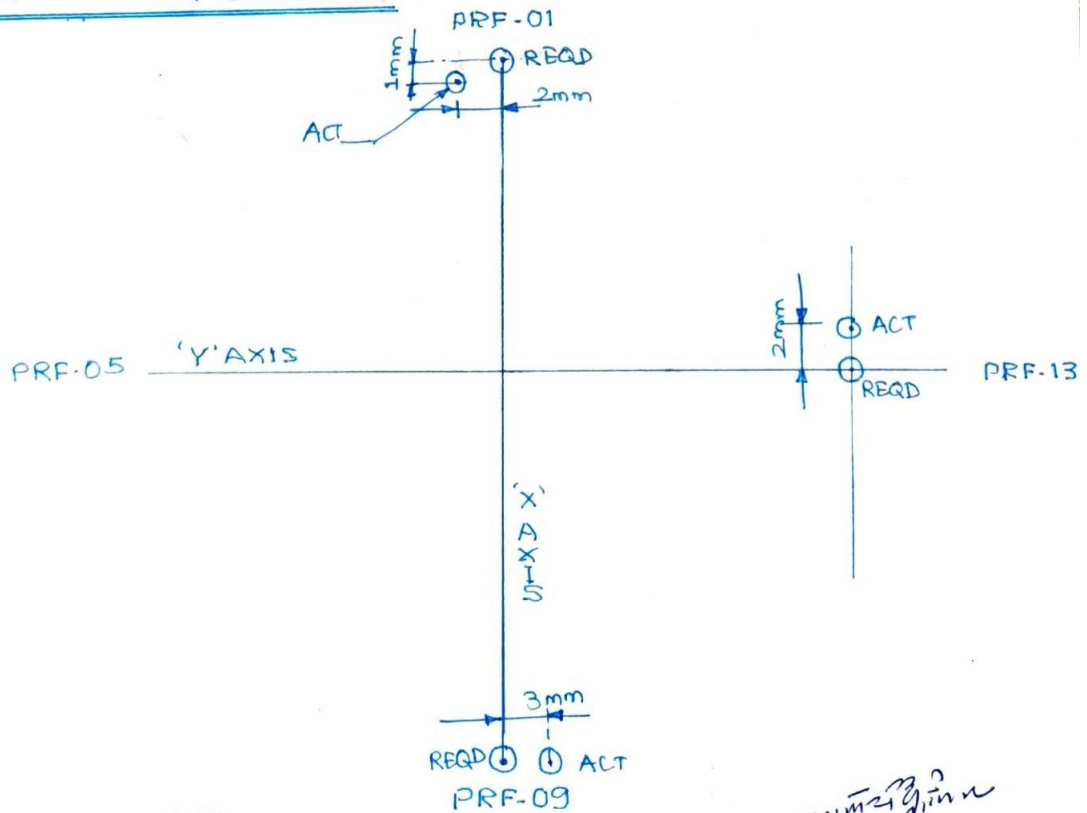 PRF-01
REQD
1mm
2mm
ACT
2mm
ACT
'Y' AXIS
PRF-05
PRF-13
REQD
'X' AXIS
3mm
REQD
ACT
PRF-09